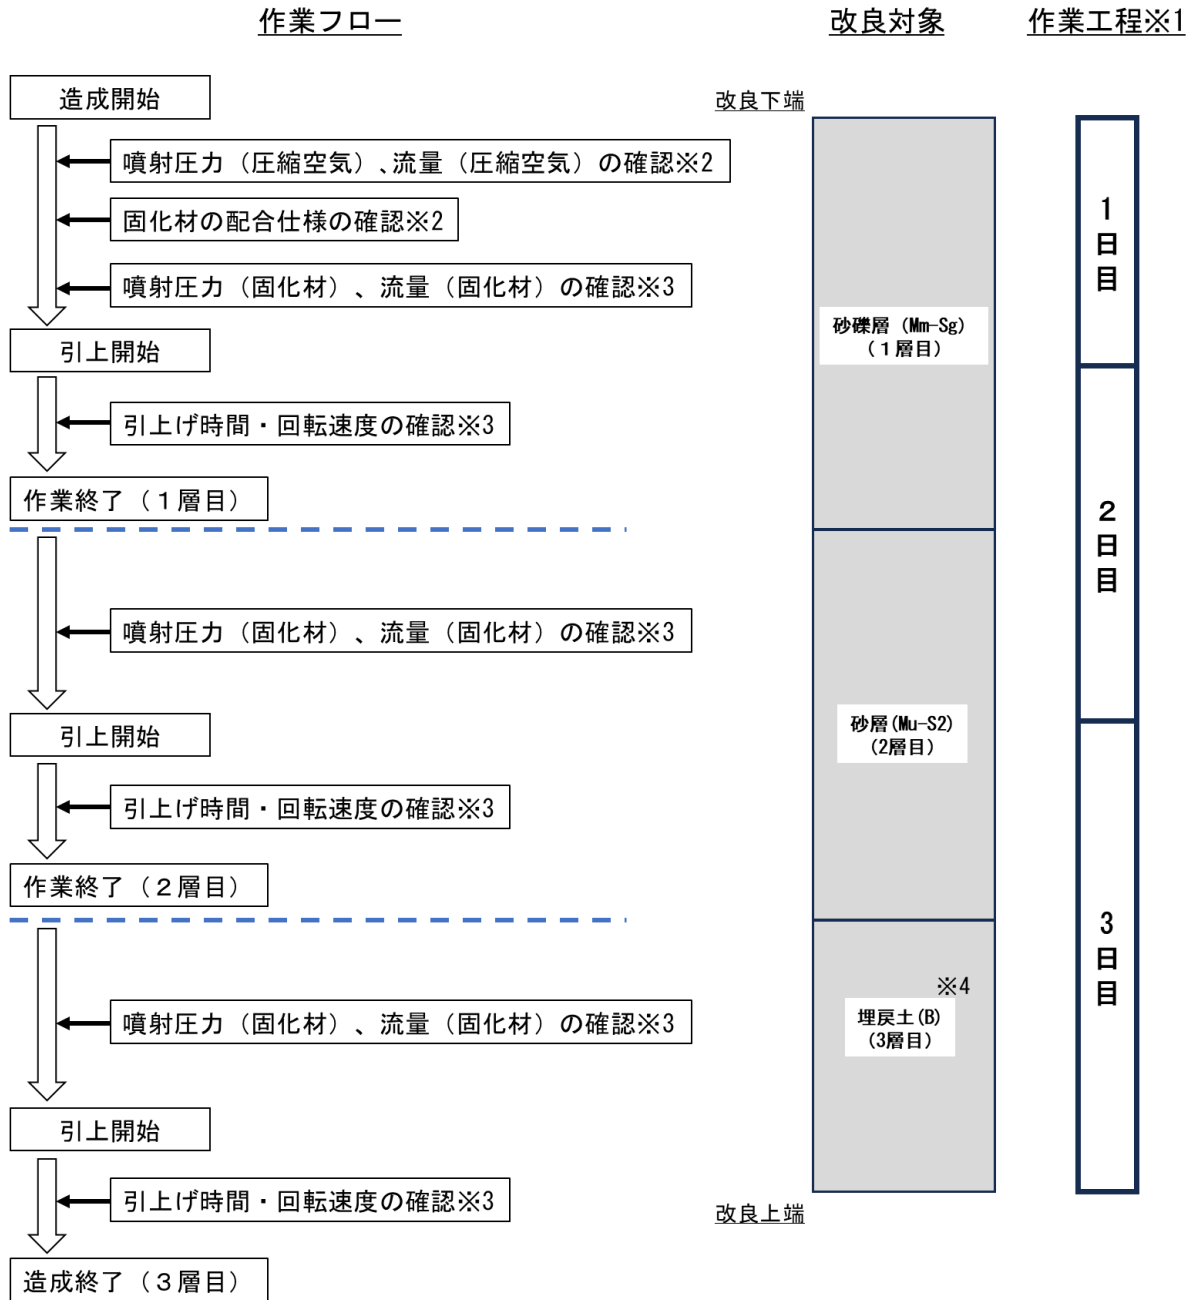 作業フロー
改良対象
作業工程※1
造成開始
改良下端
噴射圧力（圧縮空気）、流量（圧縮空気）の確認※2
固化材の配合仕様の確認※2
噴射圧力（固化材）、流量（固化材）の確認※3
1日目
砂礫層（Mm-Sg)
（１層目）
引上開始
引上げ時間・回転速度の確認※3
作業終了（１層目）
2日目
噴射圧力（固化材）、流量（固化材）の確認※3
砂層(Mu-S2)
(2層目)
引上開始
引上げ時間・回転速度の確認※3
作業終了（２層目）
3日目
※4
埋戻土(B)
(3層目)
噴射圧力（固化材）、流量（固化材）の確認※3
引上開始
引上げ時間・回転速度の確認※3
改良上端
造成終了（３層目）